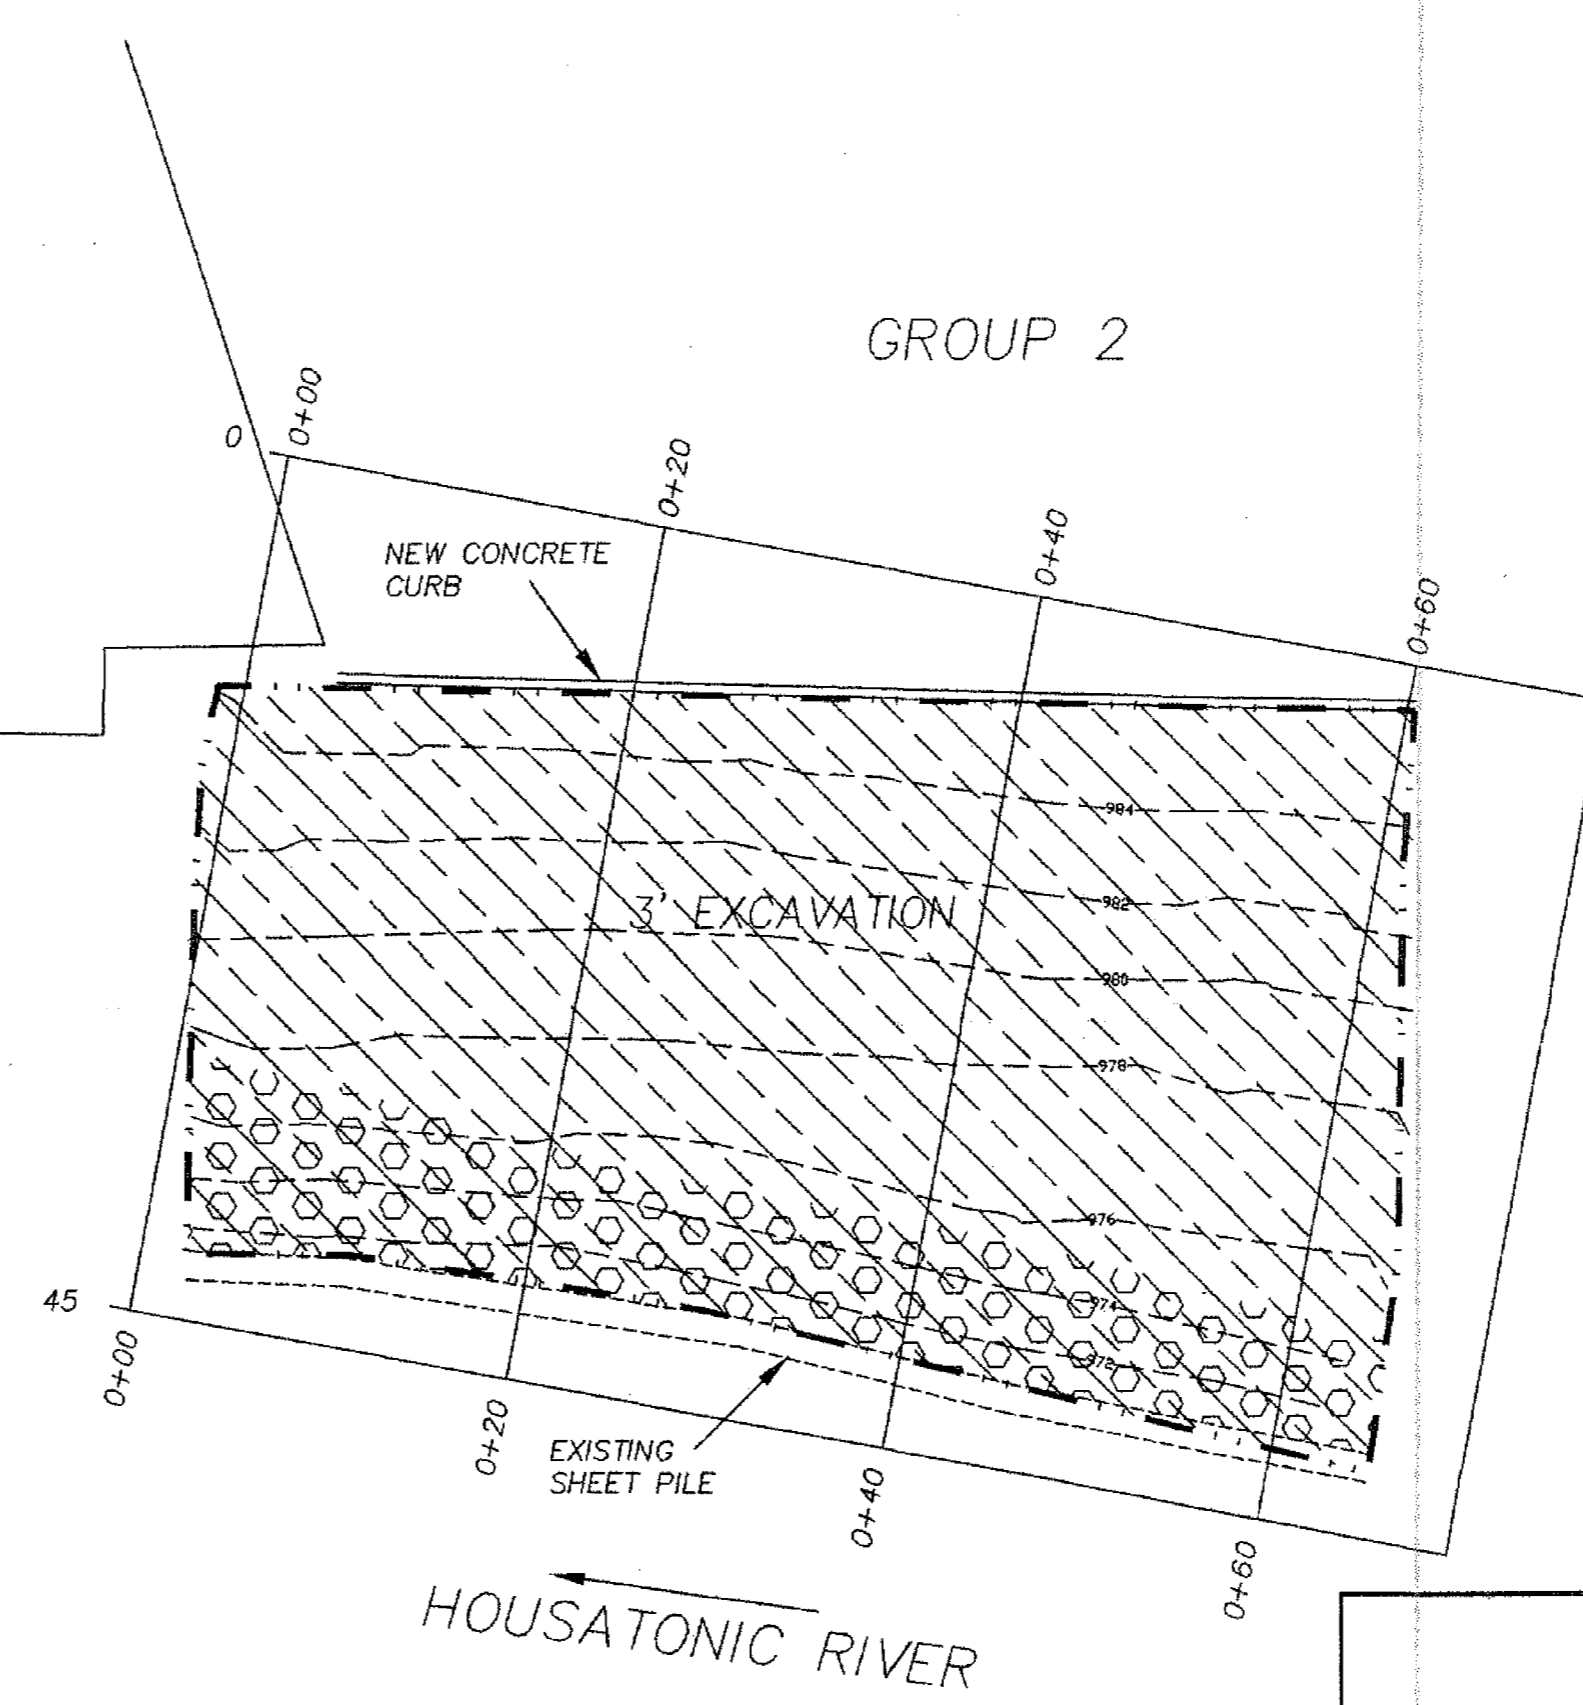 GROUP 2
0
0+00
0+20
0+40
0+60
NEW CONCRETE
CURB
984
982
3' EXCAVATION
980
978
976
974
972
45
0+00
0+20
0+40
0+60
EXISTING
SHEET PILE
HOUSATONIC RIVER